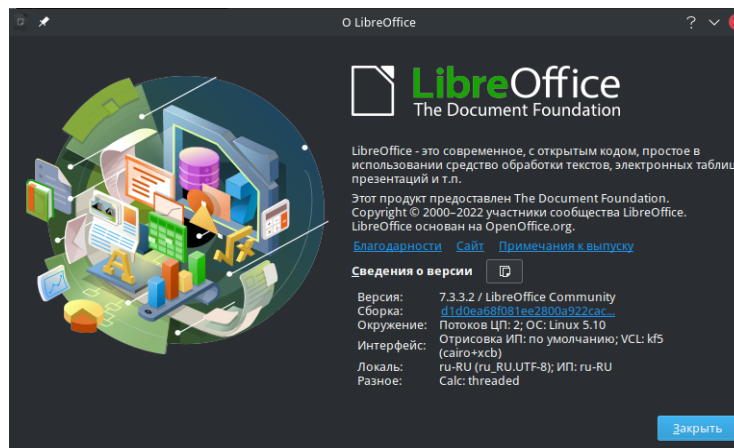 О LibreOffice
LibreOffice
The Document Foundation
LibreOffice - это современное, с открытым кодом, простое в
использовании средство обработки текстов, электронных таблиц
презентаций и т.п.
Этот продукт предоставлен The Document Foundation.
Copyright © 2000–2022 участники сообщества LibreOffice.
LibreOffice основан на OpenOffice.org.
Благодарности Сайт Примечания к выпуску
Сведения о версии
Версия: 7.3.3.2 / LibreOffice Community
Сборка: d1d0ea68f081ee2800a922cac...
Окружение: Потоков ЦП: 2; ОС: Linux 5.10
Интерфейс: Отрисовка ИП: по умолчанию; VCL: kf5
(cairo+xcb)
Локаль: ru-RU (ru_RU.UTF-8); ИП: ru-RU
Разное: Calc: threaded
Закрыть